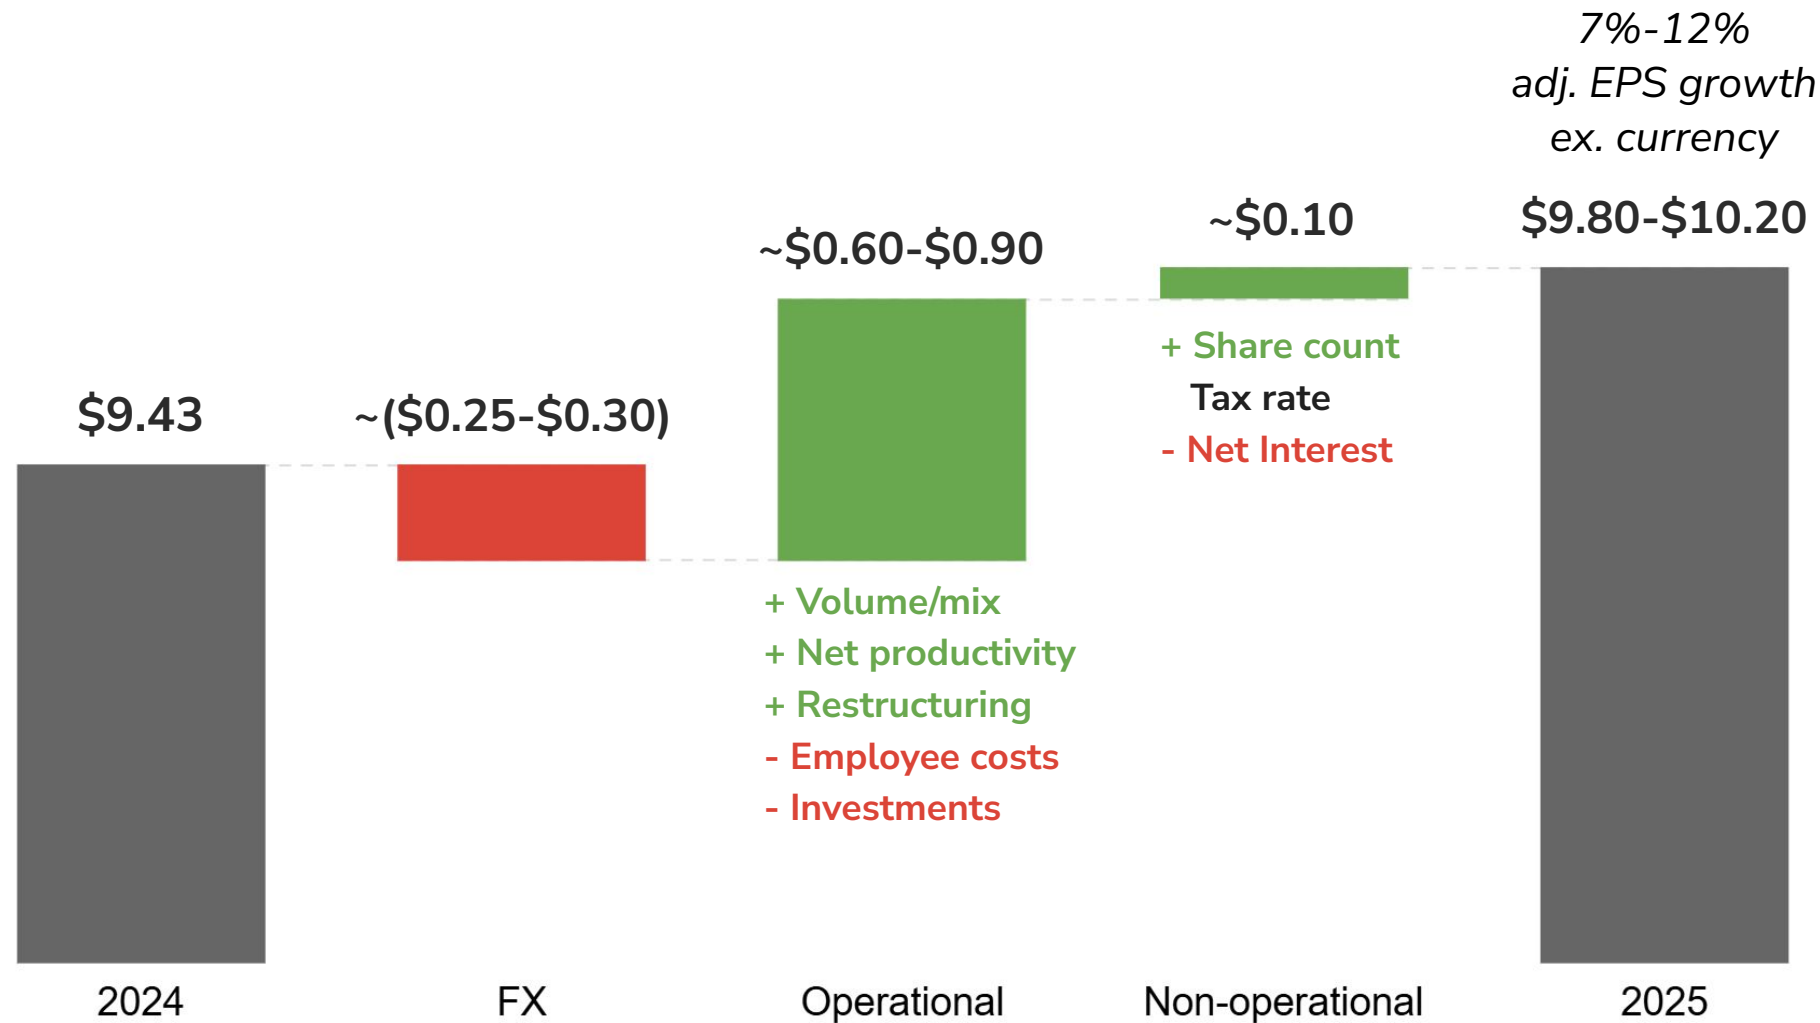 7%-12%
adj. EPS growth
ex. currency
$9.43
~($0.25-$0.30)
~$0.60-$0.90
~$0.10
$9.80-$10.20
+ Share count
Tax rate
- Net Interest
+ Volume/mix
+ Net productivity
+ Restructuring
- Employee costs
- Investments
2024
FX
Operational
Non-operational
2025